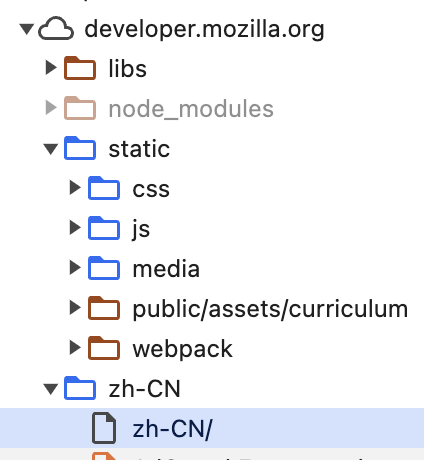 developer.mozilla.org
libs
node_modules
static
css
js
media
public/assets/curriculum
webpack
zh-CN
zh-CN/